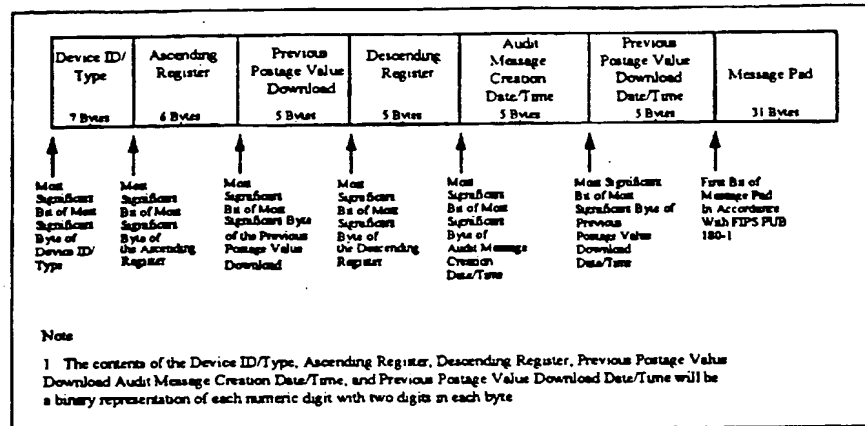 Device ID/
Type
7 Bytes
Ascending
Register
6 Bytes
Previous
Postage Value
Download
5 Bytes
Descending
Register
5 Bytes
Audit
Message
Creation
Date/Time
5 Bytes
Previous
Postage Value
Download
Date/Time
5 Bytes
Message Pad
31 Bytes
Most
Significant
Bit of Most
Significant
Byte of
Device ID/
Type
Most
Significant
Bit of Most
Significant
Byte of
the Ascending
Register
Most
Significant
Bit of Most
Significant Byte
of the Previous
Postage Value
Download
Most
Significant
Bit of Most
Significant
Byte of
the Descending
Register
Most
Significant
Bit of Most
Significant
Byte of
Audit Message
Creation
Date/Time
Most Significant
Bit of Most
Significant Byte of
Previous
Postage Value
Download
Date/Time
First Bit of
Message Pad
In Accordance
With FIPS PUB
180-1
Note
1 The contents of the Device ID/Type, Ascending Register, Descending Register, Previous Postage Value
Download Audit Message Creation Date/Time, and Previous Postage Value Download Date/Time will be
a binary representation of each numeric digit with two digits in each byte